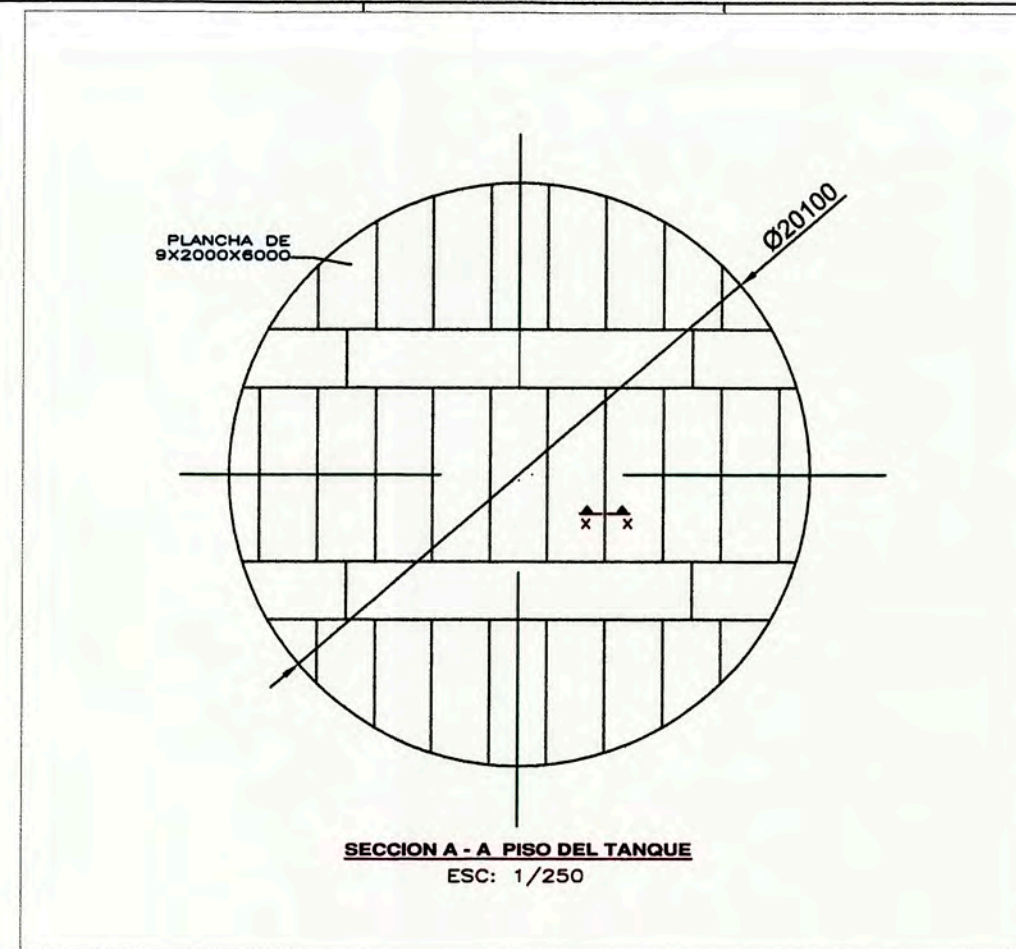 Ø20100
PLANCHA DE
9X2000X6000
X X
SECCION A - A PISO DEL TANQUE
ESC: 1/250